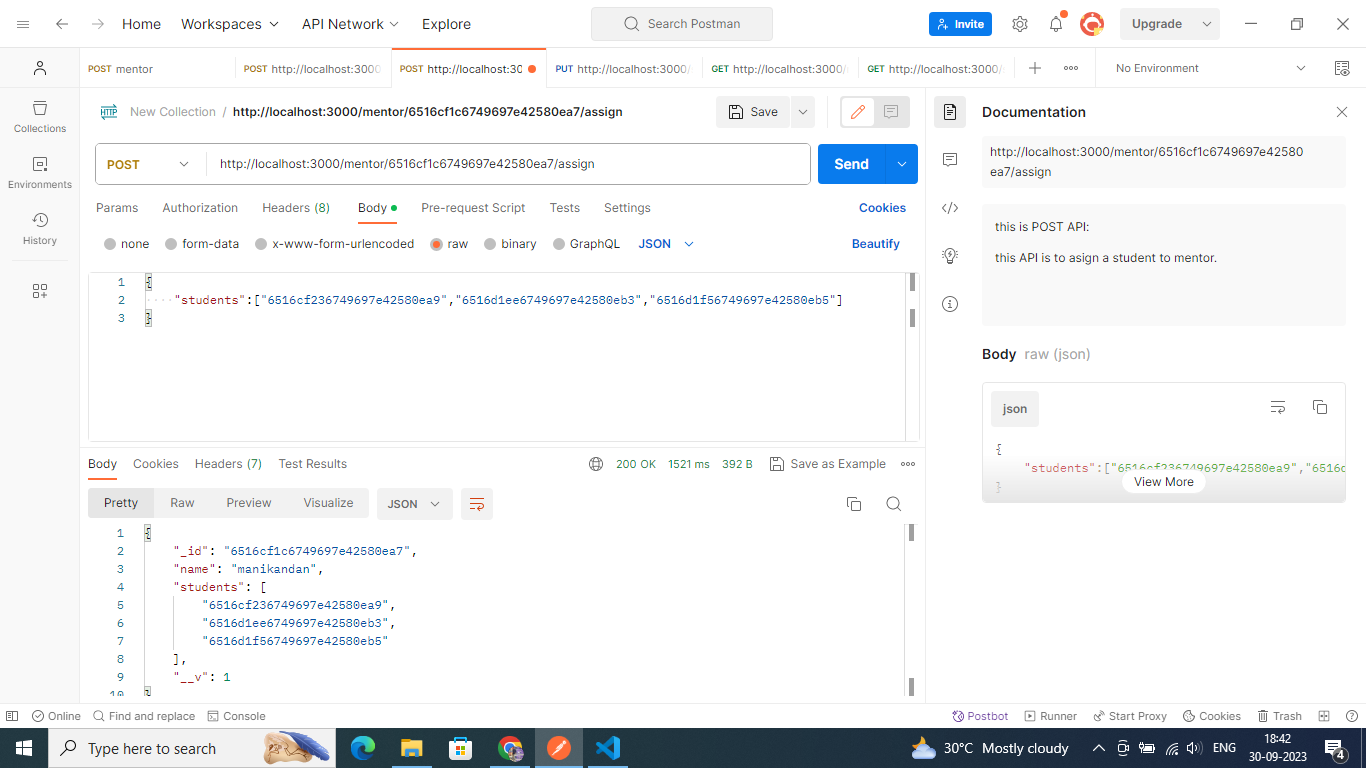 Home Workspaces API Network Explore Search Postman Invite Upgrade
POST mentor POST http://localhost:3000 POST http://localhost:30 PUT http://localhost:3000/ GET http://localhost:3000/ GET http://localhost:3000/ No Environment
HTTP New Collection / http://localhost:3000/mentor/6516cf1c6749697e42580ea7/assign Save
POST http://localhost:3000/mentor/6516cf1c6749697e42580ea7/assign Send
Params Authorization Headers (8) Body Pre-request Script Tests Settings Cookies
none form-data x-www-form-urlencoded raw binary GraphQL JSON Beautify
1 {
2 "students":["6516cf236749697e42580ea9","6516d1ee6749697e42580eb3","6516d1f56749697e42580eb5"]
3 }
Body Cookies Headers (7) Test Results 200 OK 1521 ms 392 B Save as Example
Pretty Raw Preview Visualize JSON
1 {
2 "_id": "6516cf1c6749697e42580ea7",
3 "name": "manikandan",
4 "students": [
5 "6516cf236749697e42580ea9",
6 "6516d1ee6749697e42580eb3",
7 "6516d1f56749697e42580eb5"
8 ],
9 "__v": 1
10 }
Collections
Environments
History
Documentation
http://localhost:3000/mentor/6516cf1c6749697e42580
ea7/assign
this is POST API:
this API is to asign a student to mentor.
Body raw (json)
json
{
"students":["6516cf236749697e42580ea9","6516d
}
View More
Online Find and replace Console Postbot Runner Start Proxy Cookies Trash
Type here to search 30°C Mostly cloudy ENG 18:42
30-09-2023 4